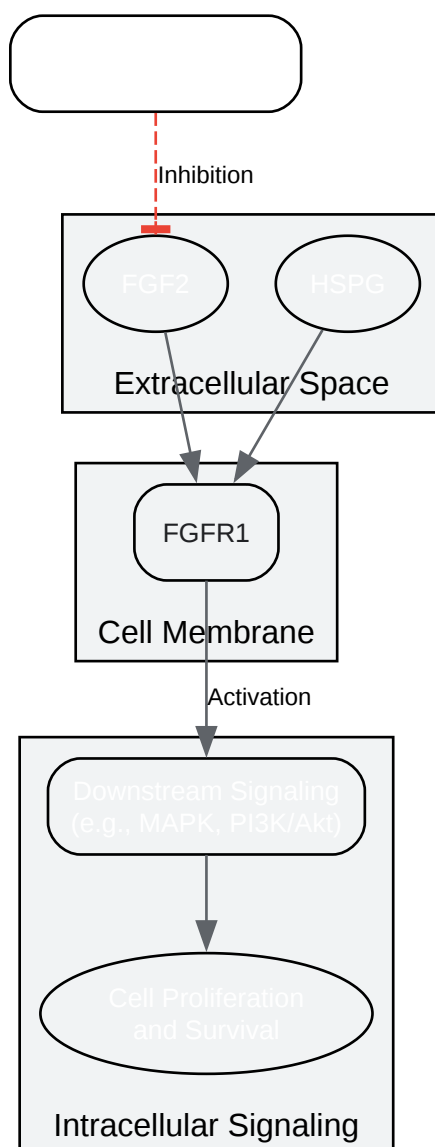 Inhibition
FGF2
HSPG
Extracellular Space
FGFR1
Cell Membrane
Activation
Downstream Signaling
(e.g., MAPK, PI3K/Akt)
Cell Proliferation
and Survival
Intracellular Signaling